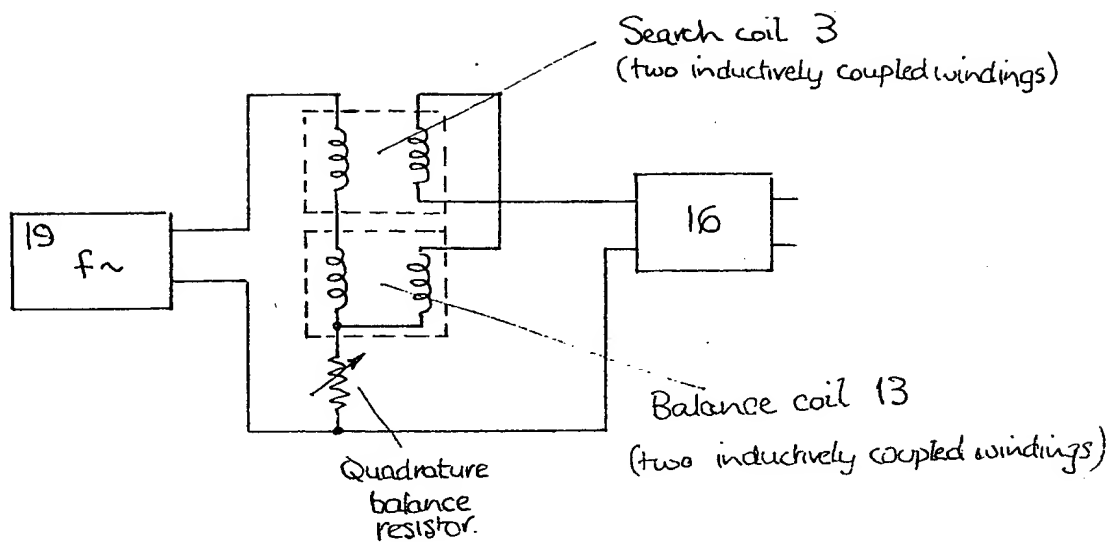 Search coil 3
(two inductively coupled windings)
19
f~
16
Balance coil 13
(two inductively coupled windings)
Quadrature
balance
resistor.